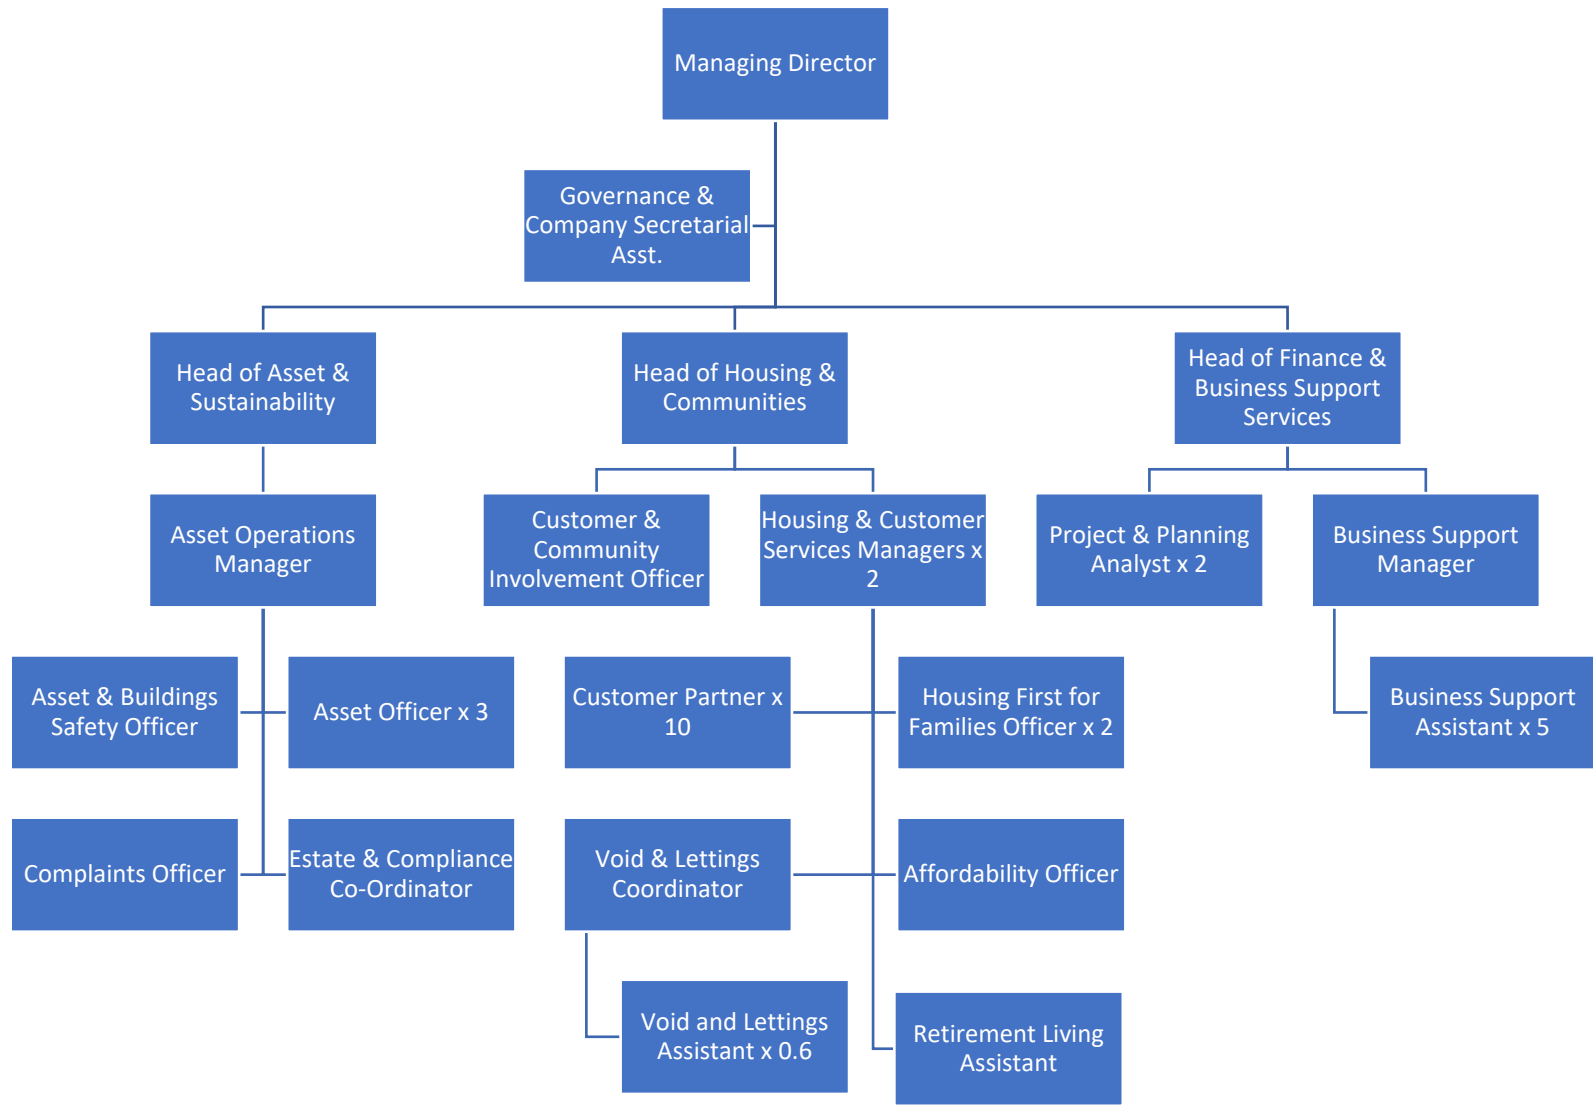 Managing Director
Governance &
Company Secretarial
Asst.
Head of Asset &
Sustainability
Head of Housing &
Communities
Head of Finance &
Business Support
Services
Asset Operations
Manager
Customer &
Community
Involvement Officer
Housing & Customer
Services Managers x
2
Project & Planning
Analyst x 2
Business Support
Manager
Asset & Buildings
Safety Officer
Asset Officer x 3
Customer Partner x
10
Housing First for
Families Officer x 2
Business Support
Assistant x 5
Complaints Officer
Estate & Compliance
Co-Ordinator
Void & Lettings
Coordinator
Affordability Officer
Void and Lettings
Assistant x 0.6
Retirement Living
Assistant